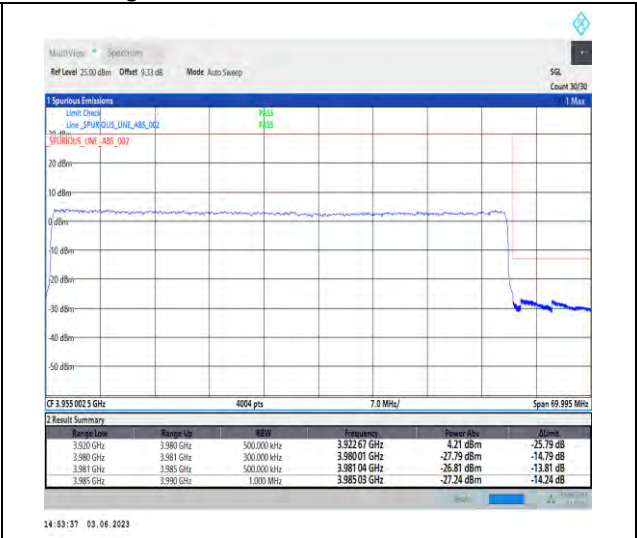 MultiView Spectrum
Ref Level 25.00 dBm Offset 9.33 dB Mode Auto Sweep SGL
Count 30/30
1 Spurious Emissions 1 Max
Limit Check PASS
Line _SPURIOUS_LINE_ABS_002 PASS
_SPURIOUS_LINE_ABS_002
20 dBm
10 dBm
0 dBm
-10 dBm
-20 dBm
-30 dBm
-40 dBm
-50 dBm
CF 3.955 002 5 GHz 4004 pts 7.0 MHz/ Span 69.995 MHz
2 Result Summary
Range Low Range Up RBW Frequency Power Abs ΔLimit
3.920 GHz 3.980 GHz 500.000 kHz 3.922 67 GHz 4.21 dBm -25.79 dB
3.980 GHz 3.981 GHz 300.000 kHz 3.980 01 GHz -27.79 dBm -14.79 dB
3.981 GHz 3.985 GHz 500.000 kHz 3.981 04 GHz -26.81 dBm -13.81 dB
3.985 GHz 3.990 GHz 1.000 MHz 3.985 03 GHz -27.24 dBm -14.24 dB
14:53:37 03.06.2023